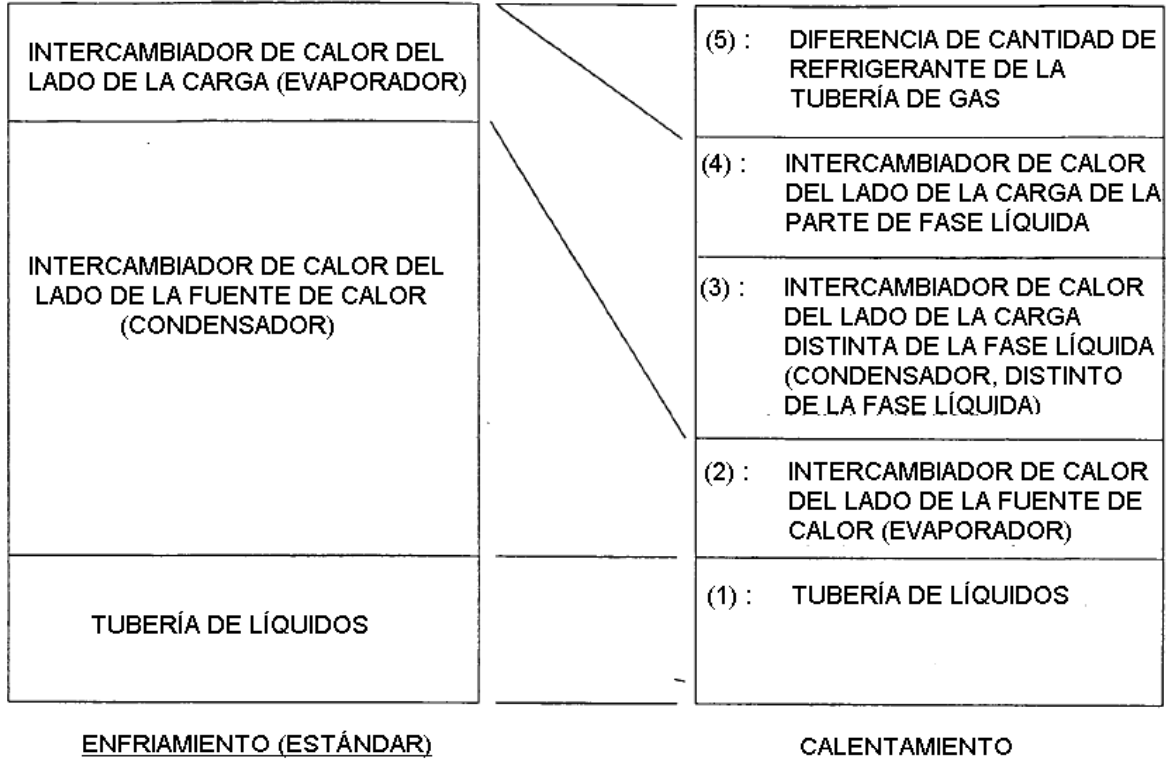 INTERCAMBIADOR DE CALOR DEL
LADO DE LA CARGA (EVAPORADOR)
INTERCAMBIADOR DE CALOR DEL
LADO DE LA FUENTE DE CALOR
(CONDENSADOR)
TUBERÍA DE LÍQUIDOS
ENFRIAMIENTO (ESTÁNDAR)
(5) : DIFERENCIA DE CANTIDAD DE
REFRIGERANTE DE LA
TUBERÍA DE GAS
(4) : INTERCAMBIADOR DE CALOR
DEL LADO DE LA CARGA DE LA
PARTE DE FASE LÍQUIDA
(3) : INTERCAMBIADOR DE CALOR
DEL LADO DE LA CARGA
DISTINTA DE LA FASE LÍQUIDA
(CONDENSADOR, DISTINTO
DE LA FASE LÍQUIDA)
(2) : INTERCAMBIADOR DE CALOR
DEL LADO DE LA FUENTE DE
CALOR (EVAPORADOR)
(1) : TUBERÍA DE LÍQUIDOS
CALENTAMIENTO